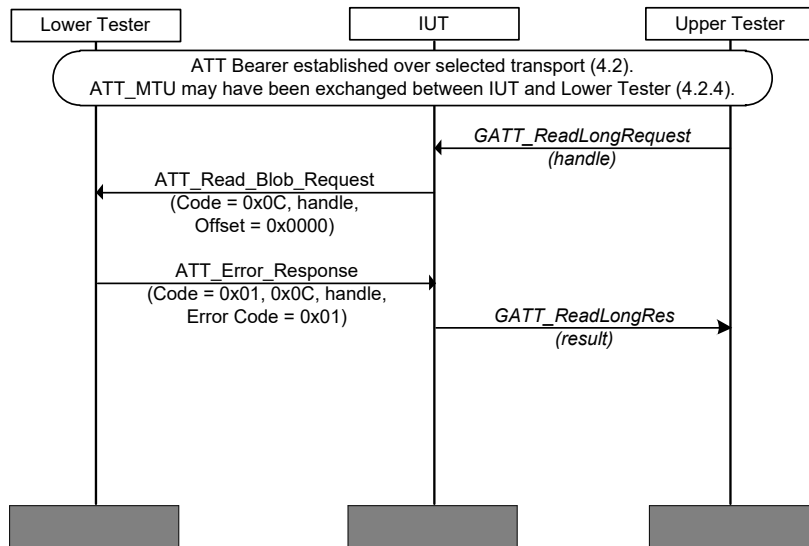 Lower Tester
IUT
Upper Tester
ATT Bearer established over selected transport (4.2).
ATT_MTU may have been exchanged between IUT and Lower Tester (4.2.4).
GATT_ReadLongRequest
(handle)
ATT_Read_Blob_Request
(Code = 0x0C, handle,
Offset = 0x0000)
ATT_Error_Response
(Code = 0x01, 0x0C, handle,
Error Code = 0x01)
GATT_ReadLongRes
(result)